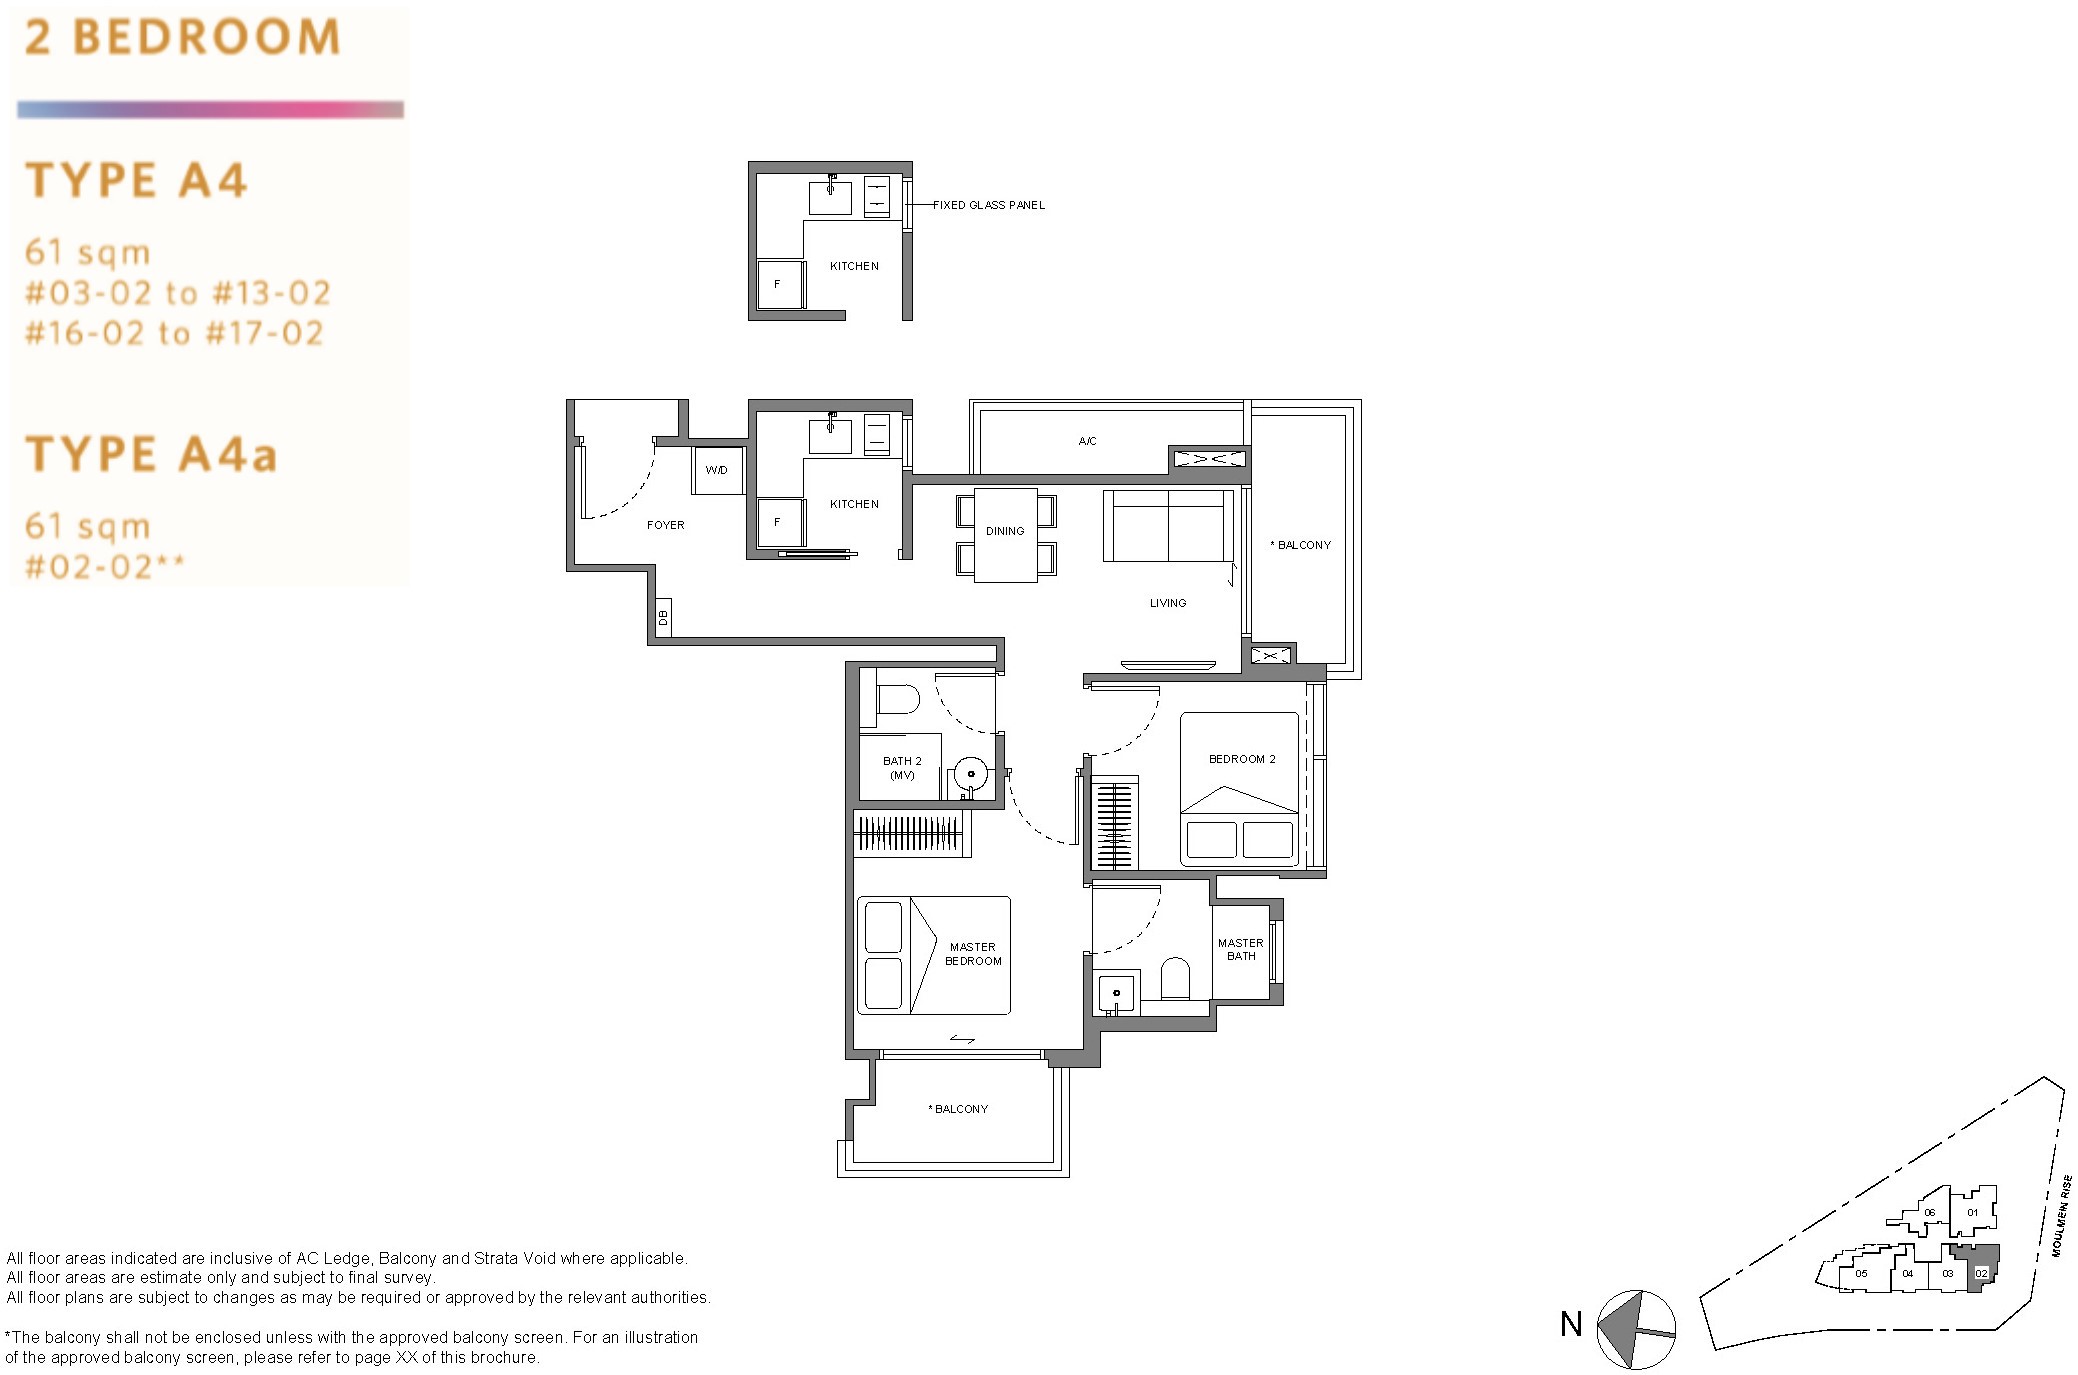 2 BEDROOM
TYPE A4
61 sqm
#03-02 to #13-02
#16-02 to #17-02
TYPE A4a
61 sqm
#02-02**
FIXED GLASS PANEL
KITCHEN
F
A/C
W/D
KITCHEN
F
FOYER
DINING
* BALCONY
LIVING
DB
BATH 2
(MV)
BEDROOM 2
MASTER
BEDROOM
MASTER
BATH
* BALCONY
MOULMEIN RISE
06
01
05
04
03
02
N
All floor areas indicated are inclusive of AC Ledge, Balcony and Strata Void where applicable.
All floor areas are estimate only and subject to final survey.
All floor plans are subject to changes as may be required or approved by the relevant authorities.
*The balcony shall not be enclosed unless with the approved balcony screen. For an illustration
of the approved balcony screen, please refer to page XX of this brochure.